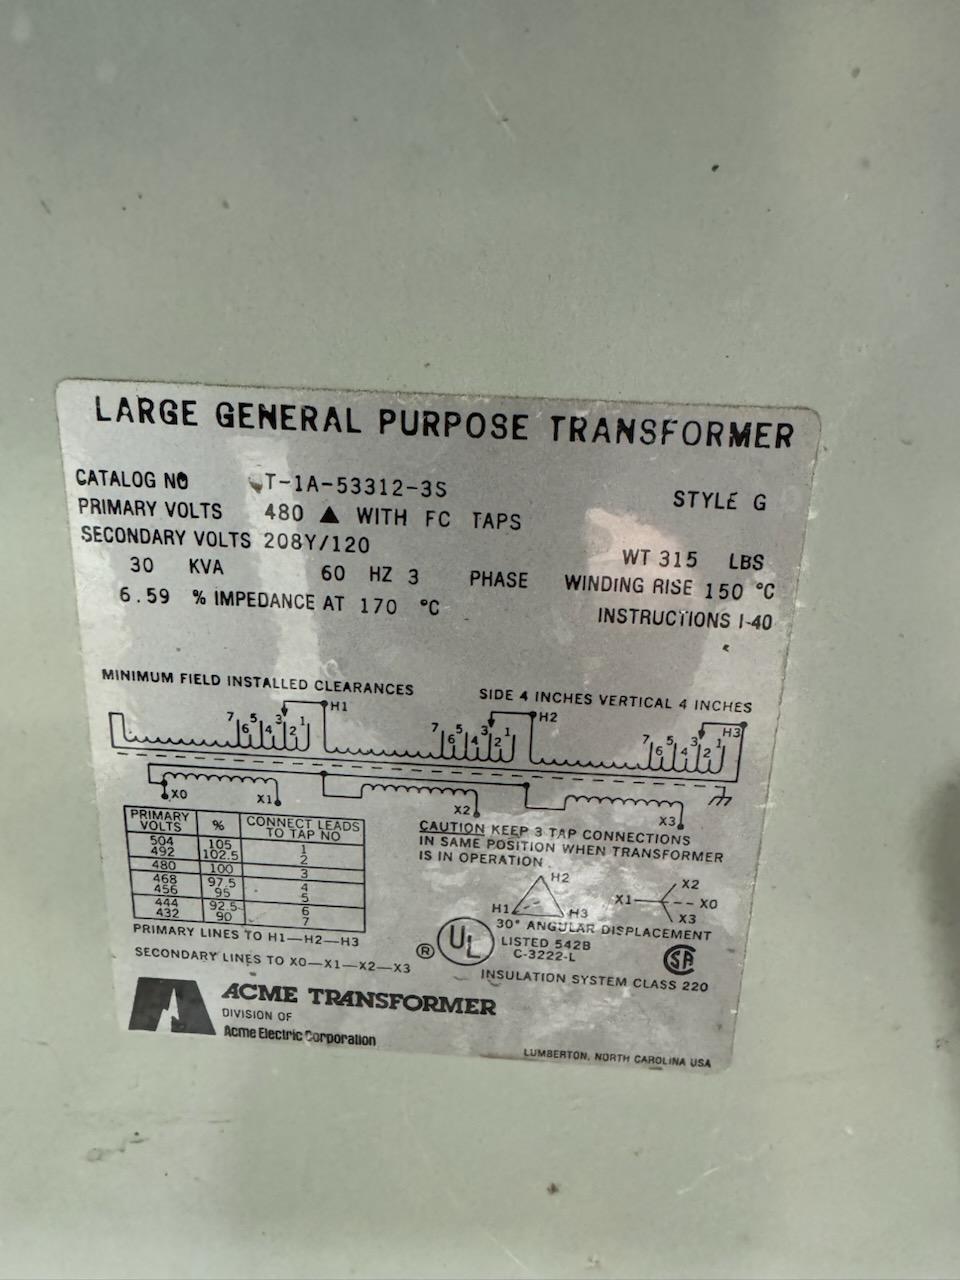 LARGE GENERAL PURPOSE TRANSFORMER
CATALOG NO T-1A-53312-3S STYLE G
PRIMARY VOLTS 480 ▲ WITH FC TAPS
SECONDARY VOLTS 208Y/120 WT 315 LBS
30 KVA 60 HZ 3 PHASE WINDING RISE 150 °C
6.59 % IMPEDANCE AT 170 °C INSTRUCTIONS I-40
MINIMUM FIELD INSTALLED CLEARANCES SIDE 4 INCHES VERTICAL 4 INCHES
7 6 5 4 3 2 1 H1 7 6 5 4 3 2 1 H2 7 6 5 4 3 2 1 H3
X0 X1 X2 X3
PRIMARY VOLTS % CONNECT LEADS TO TAP NO
504 105 1
492 102.5 2
480 100 3
468 97.5 4
456 95 5
444 92.5 6
432 90 7
PRIMARY LINES TO H1—H2—H3
SECONDARY LINES TO X0—X1—X2—X3
CAUTION KEEP 3 TAP CONNECTIONS
IN SAME POSITION WHEN TRANSFORMER
IS IN OPERATION
H2 X2
X1 X0
H1 H3 X3
30° ANGULAR DISPLACEMENT
UL ® LISTED 542B
C-3222-L
SA
INSULATION SYSTEM CLASS 220
ACME TRANSFORMER
DIVISION OF
Acme Electric Corporation
LUMBERTON, NORTH CAROLINA USA